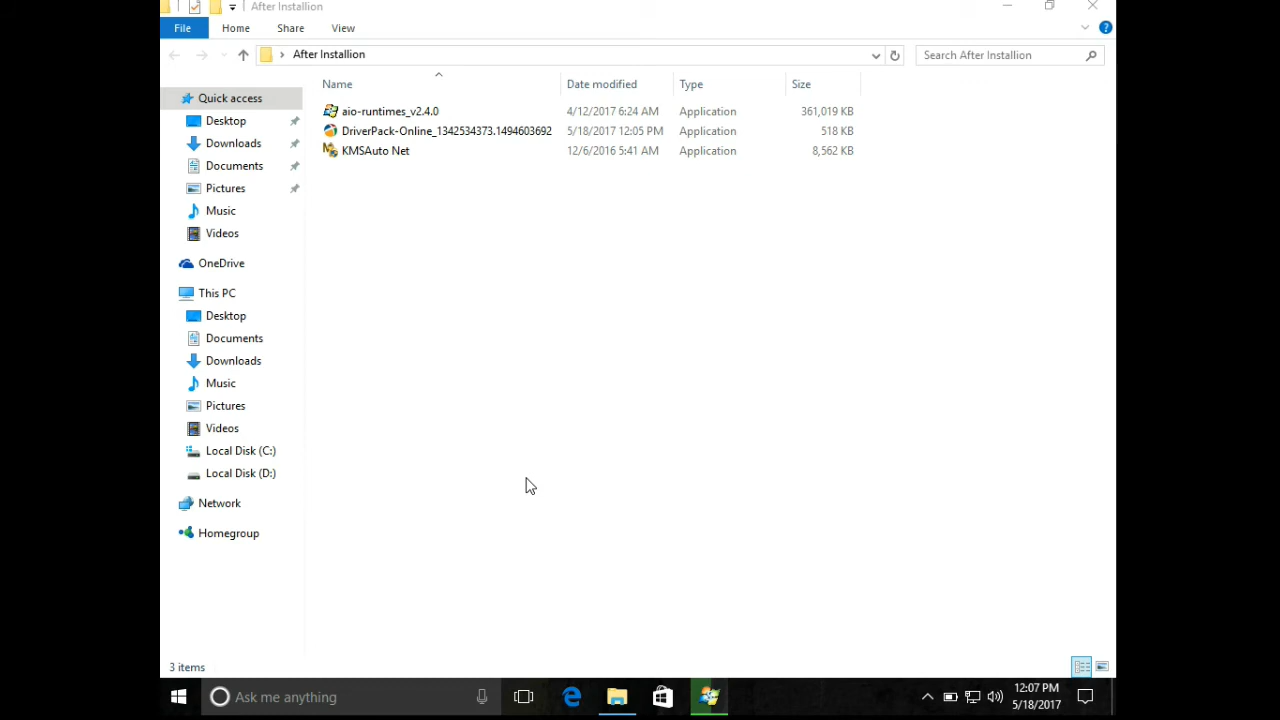 After Installion
File Home Share View
After Installion
Search After Installion
Name Date modified Type Size
Quick access
aio-runtimes_v2.4.0 4/12/2017 6:24 AM Application 361,019 KB
Desktop
DriverPack-Online_1342534373.1494603692 5/18/2017 12:05 PM Application 518 KB
Downloads
KMSAuto Net 12/6/2016 5:41 AM Application 8,562 KB
Documents
Pictures
Music
Videos
OneDrive
This PC
Desktop
Documents
Downloads
Music
Pictures
Videos
Local Disk (C:)
Local Disk (D:)
Network
Homegroup
3 items
Ask me anything
12:07 PM
5/18/2017